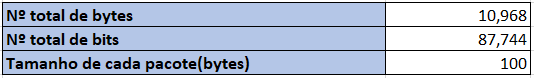 Nº total de bytes 10,968
Nº total de bits 87,744
Tamanho de cada pacote(bytes) 100